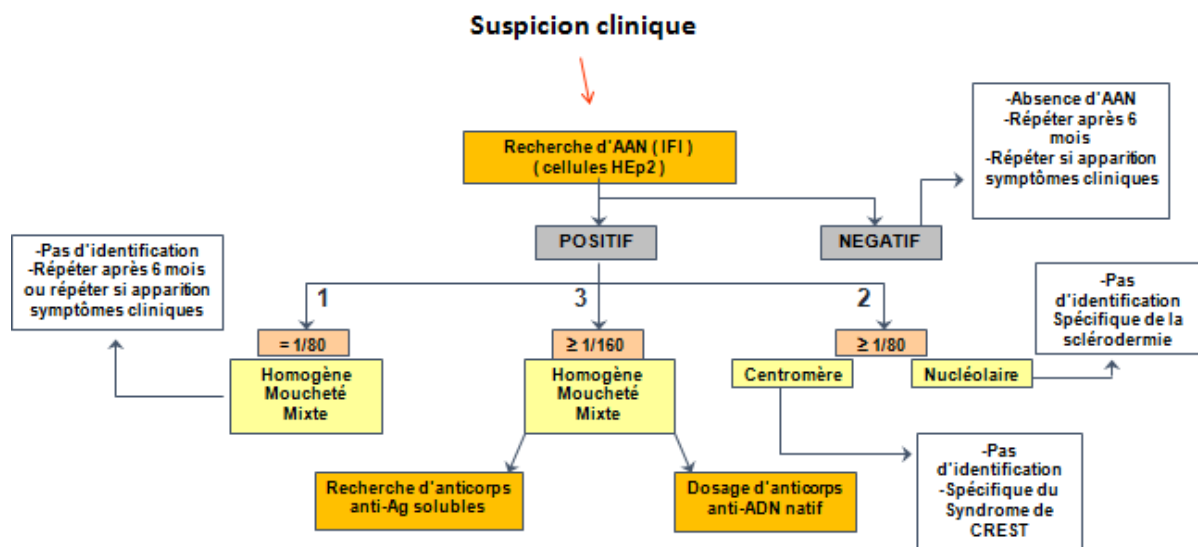 Suspicion clinique
Recherche d'AAN ( IFI )
( cellules HEp2 )
-Absence d'AAN
-Répéter après 6
mois
-Répéter si apparition
symptômes cliniques
POSITIF
NEGATIF
-Pas d'identification
-Répéter après 6 mois
ou répéter si apparition
symptômes cliniques
1
3
2
-Pas
d'identification
Spécifique de la
sclérodermie
= 1/80
≥ 1/160
≥ 1/80
Homogène
Moucheté
Mixte
Homogène
Moucheté
Mixte
Centromère
Nucléolaire
Recherche d'anticorps
anti-Ag solubles
Dosage d'anticorps
anti-ADN natif
-Pas
d'identification
-Spécifique du
Syndrome de
CREST